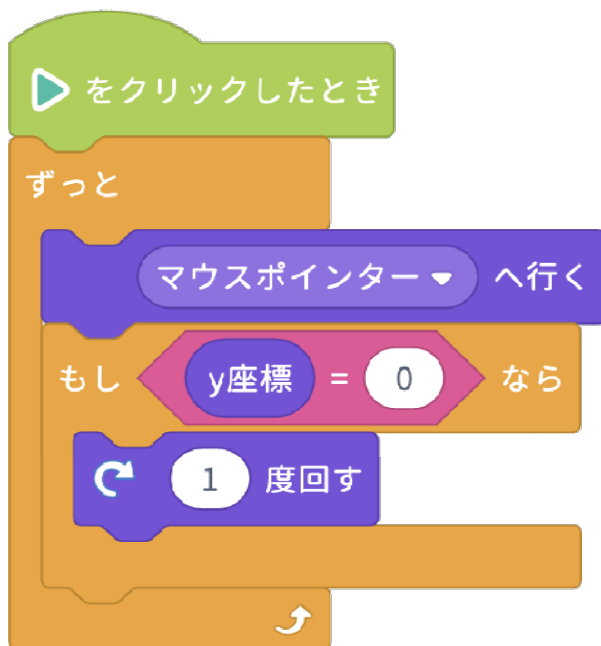 をクリックしたとき
ずっと
マウスポインター へ行く
もし y座標 = 0 なら
1 度回す